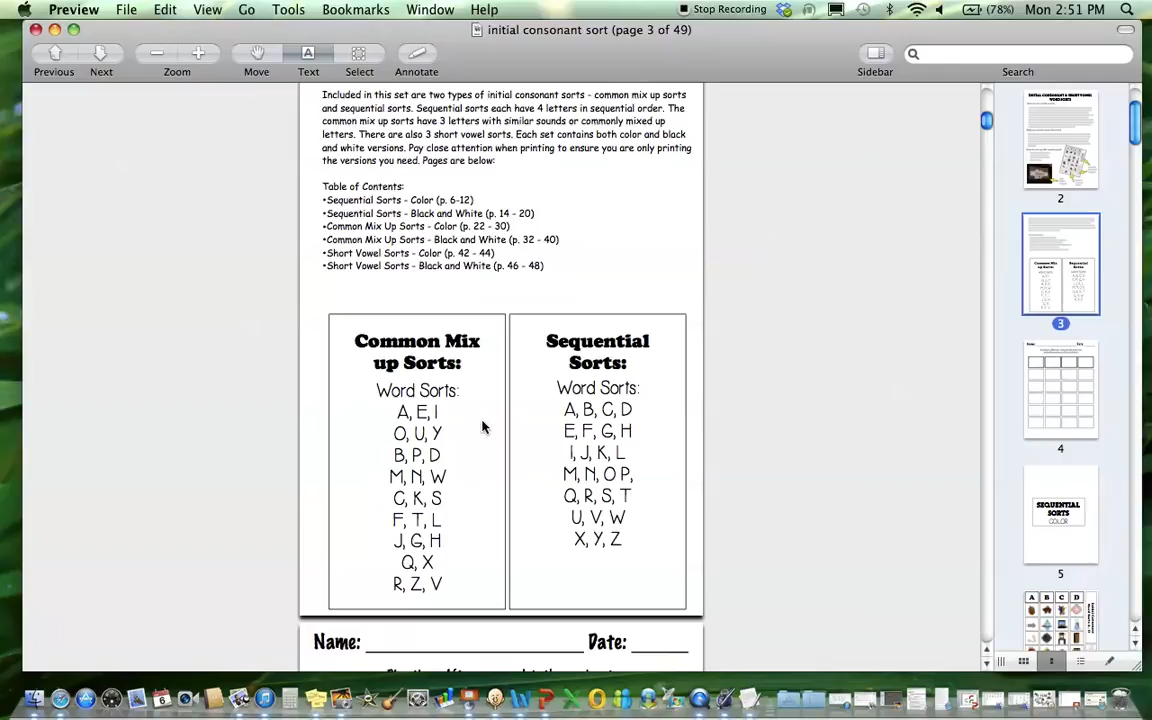 Preview File Edit View Go Tools Bookmarks Window Help Stop Recording (78%) Mon 2:51 PM
initial consonant sort (page 3 of 49)
Previous Next Zoom Move Text Select Annotate Sidebar Search
Included in this set are two types of initial consonant sorts - common mix up sorts
and sequential sorts. Sequential sorts each have 4 letters in sequential order. The
common mix up sorts have 3 letters with similar sounds or commonly mixed up
letters. There are also 3 short vowel sorts. Each set contains both color and black
and white versions. Pay close attention when printing to ensure you are only printing
the versions you need. Pages are below:
Table of Contents:
•Sequential Sorts - Color (p. 6-12)
•Sequential Sorts - Black and White (p. 14 - 20)
•Common Mix Up Sorts - Color (p. 22 - 30)
•Common Mix Up Sorts - Black and White (p. 32 - 40)
•Short Vowel Sorts - Color (p. 42 - 44)
•Short Vowel Sorts - Black and White (p. 46 - 48)
Common Mix
up Sorts:
Word Sorts:
A, E, I
O, U, Y
B, P, D
M, N, W
C, K, S
F, T, L
J, G, H
Q, X
R, Z, V
Sequential
Sorts:
Word Sorts:
A, B, C, D
E, F, G, H
I, J, K, L
M, N, O P,
Q, R, S, T
U, V, W
X, Y, Z
Name: Date:
2
Common Mix
up Sorts:
Sequential
Sorts:
3
4
SEQUENTIAL
SORTS
COLOR
5
A B C D